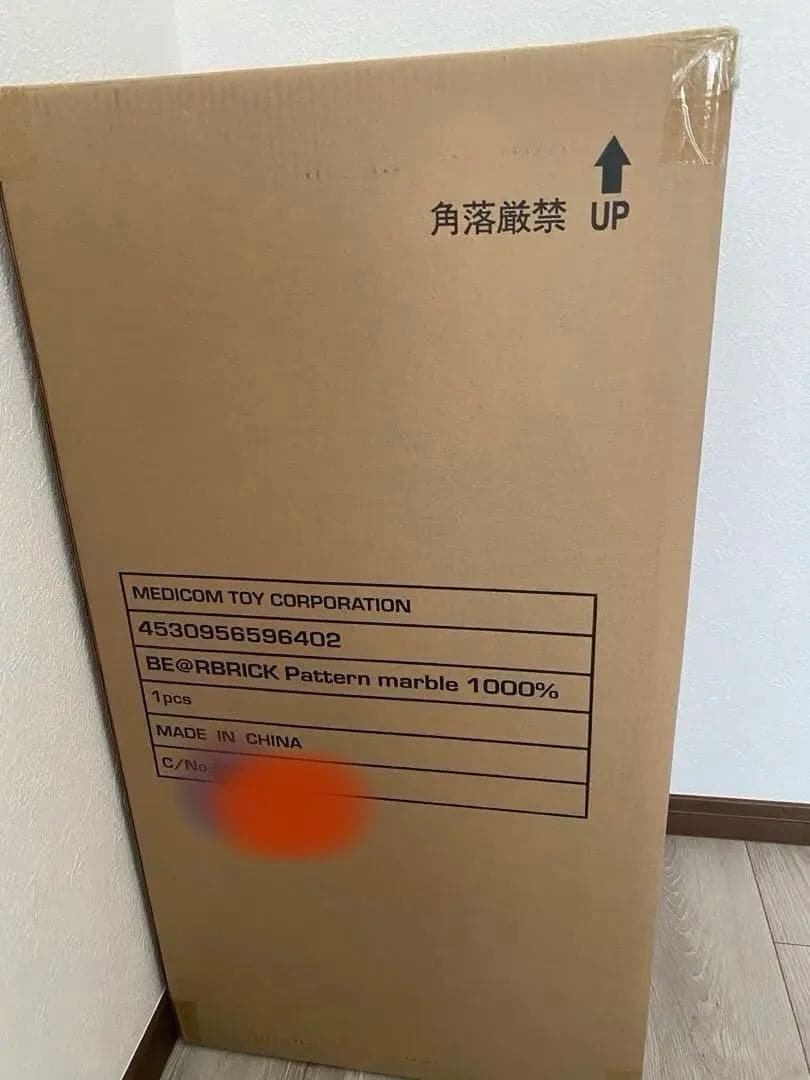 角落厳禁 UP
MEDICOM TOY CORPORATION
4530956596402
BE@RBRICK Pattern marble 1000%
1pcs
MADE IN CHINA
C/No